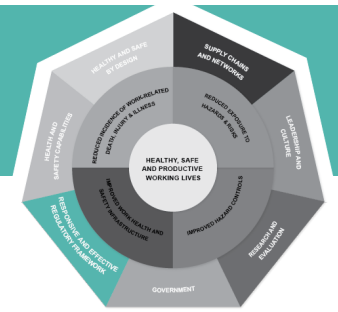 HEALTHY AND SAFE
BY DESIGN
SUPPLY CHAINS
AND NETWORKS
LEADERSHIP AND
CULTURE
RESEARCH AND
EVALUATION
GOVERNMENT
RESPONSIVE AND EFFECTIVE
REGULATORY FRAMEWORK
HEALTH AND
SAFETY CAPABILITIES
REDUCED INCIDENCE OF WORK-RELATED
DEATH, INJURY & ILLNESS
REDUCED EXPOSURE TO
HAZARDS & RISKS
IMPROVED HAZARD CONTROLS
IMPROVED WORK HEALTH AND
SAFETY INFRASTRUCTURE
HEALTHY, SAFE
AND PRODUCTIVE
WORKING LIVES